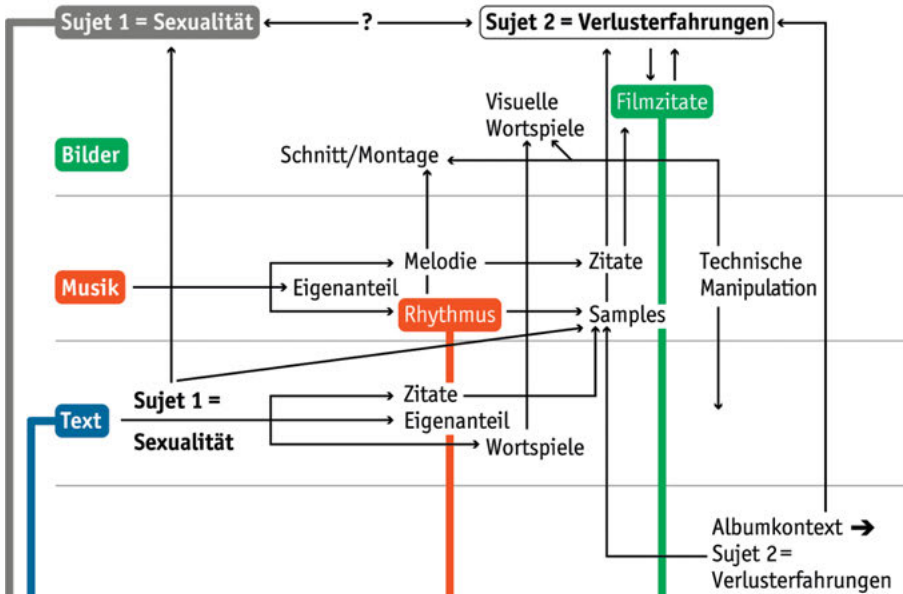 Sujet 1 = Sexualität
?
Sujet 2 = Verlusterfahrungen
Bilder
Schnitt/Montage
Visuelle
Wortspiele
Filmzitate
Musik
Eigenanteil
Melodie
Rhythmus
Zitate
Samples
Technische
Manipulation
Text
Sujet 1 =
Sexualität
Zitate
Eigenanteil
Wortspiele
Albumkontext ➔
Sujet 2 =
Verlusterfahrungen